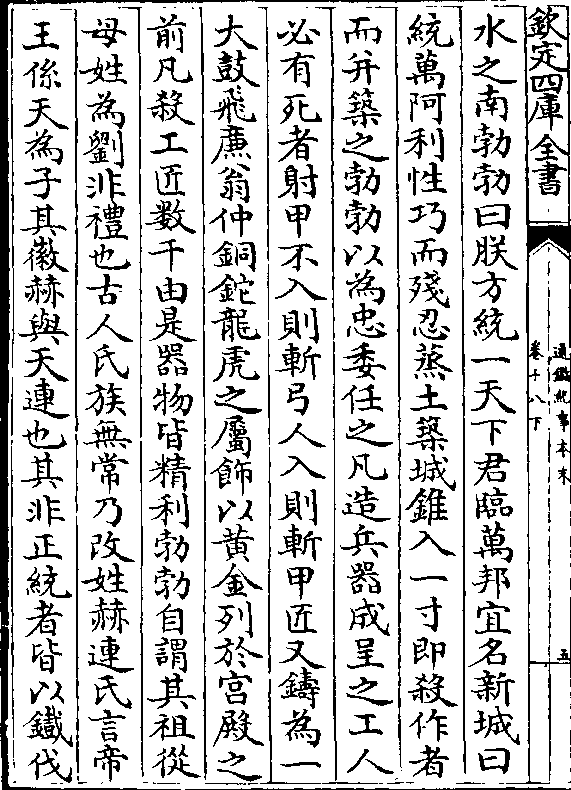 欽定四庫全書
通鑑紀事本末
卷十八下
五
水之南勃勃曰朕方統一天下君臨萬邦宜名新城曰
統萬阿利性巧而殘忍蒸土築城錐入一寸即殺作者
而并築之勃勃以為忠委任之凡造兵器成呈之工人
必有死者射甲不入則斬弓人入則斬甲匠又鑄為一
大鼓飛廉翁仲銅鉈龍虎之屬飾以黃金列於宮殿之
前凡殺工匠數千由是器物皆精利勃勃自謂其祖從
母姓為劉非禮也古人氏族無常乃改姓赫連氏言帝
王係天為子其徽赫與天連也其非正統者皆以鐵伐